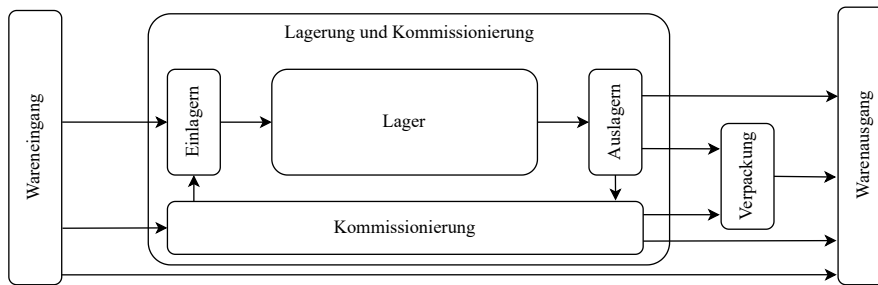 Wareneingang
Lagerung und Kommissionierung
Einlagern
Lager
Auslagern
Kommissionierung
Verpackung
Warenausgang